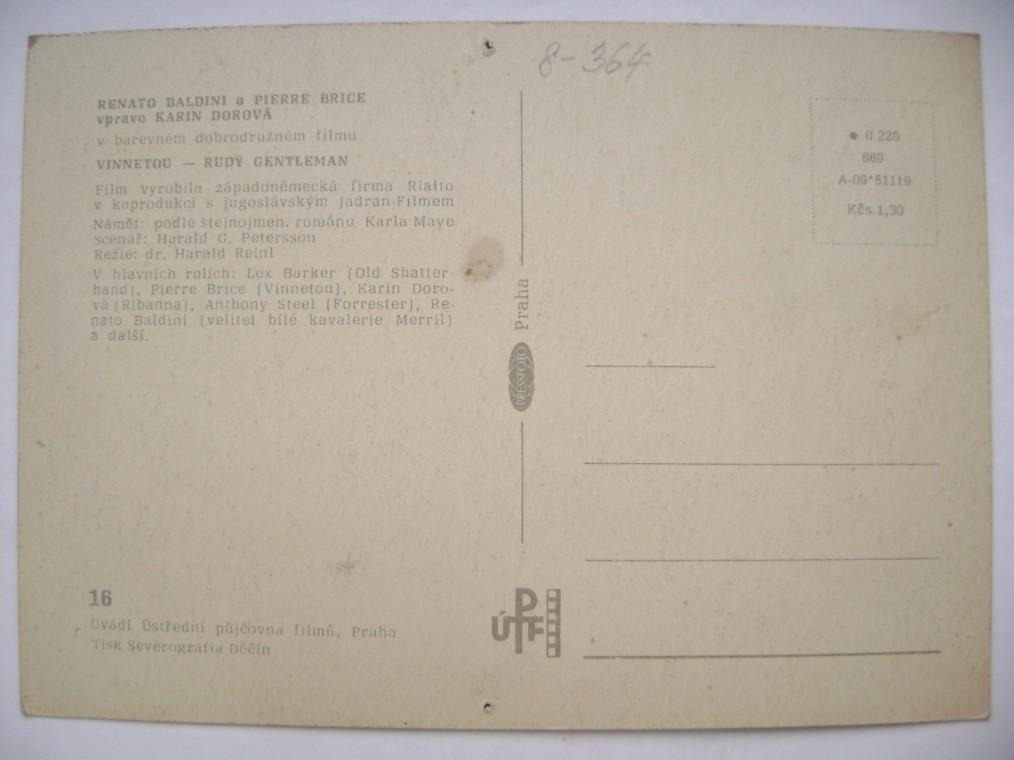 8-364
RENATO BALDINI a PIERRE BRICE
vpravo KARIN DOROVÁ
v barevném dobrodružném filmu
VINNETOU — RUDÝ GENTLEMAN
Film vyrobila západoněmecká firma Rialto
v koprodukci s jugoslávským Jadran-Filmem
Námět: podle stejnojmen. románu Karla Maye
Scénář: Harald G. Petersson
Režie: dr. Harald Reinl
V hlavních rolích: Lex Barker (Old Shatter-
hand), Pierre Brice (Vinnetou), Karin Doro-
vá (Ribanna), Anthony Steel (Forrester), Re-
nato Baldini (velitel bílé kavalerie Merril)
a další.
16
Uvádí Ústřední půjčovna filmů, Praha
Tisk Severografia Děčín
PRESSFOTO Praha
ÚPF
● 0 220
669
A-09*51119
Kčs 1,30